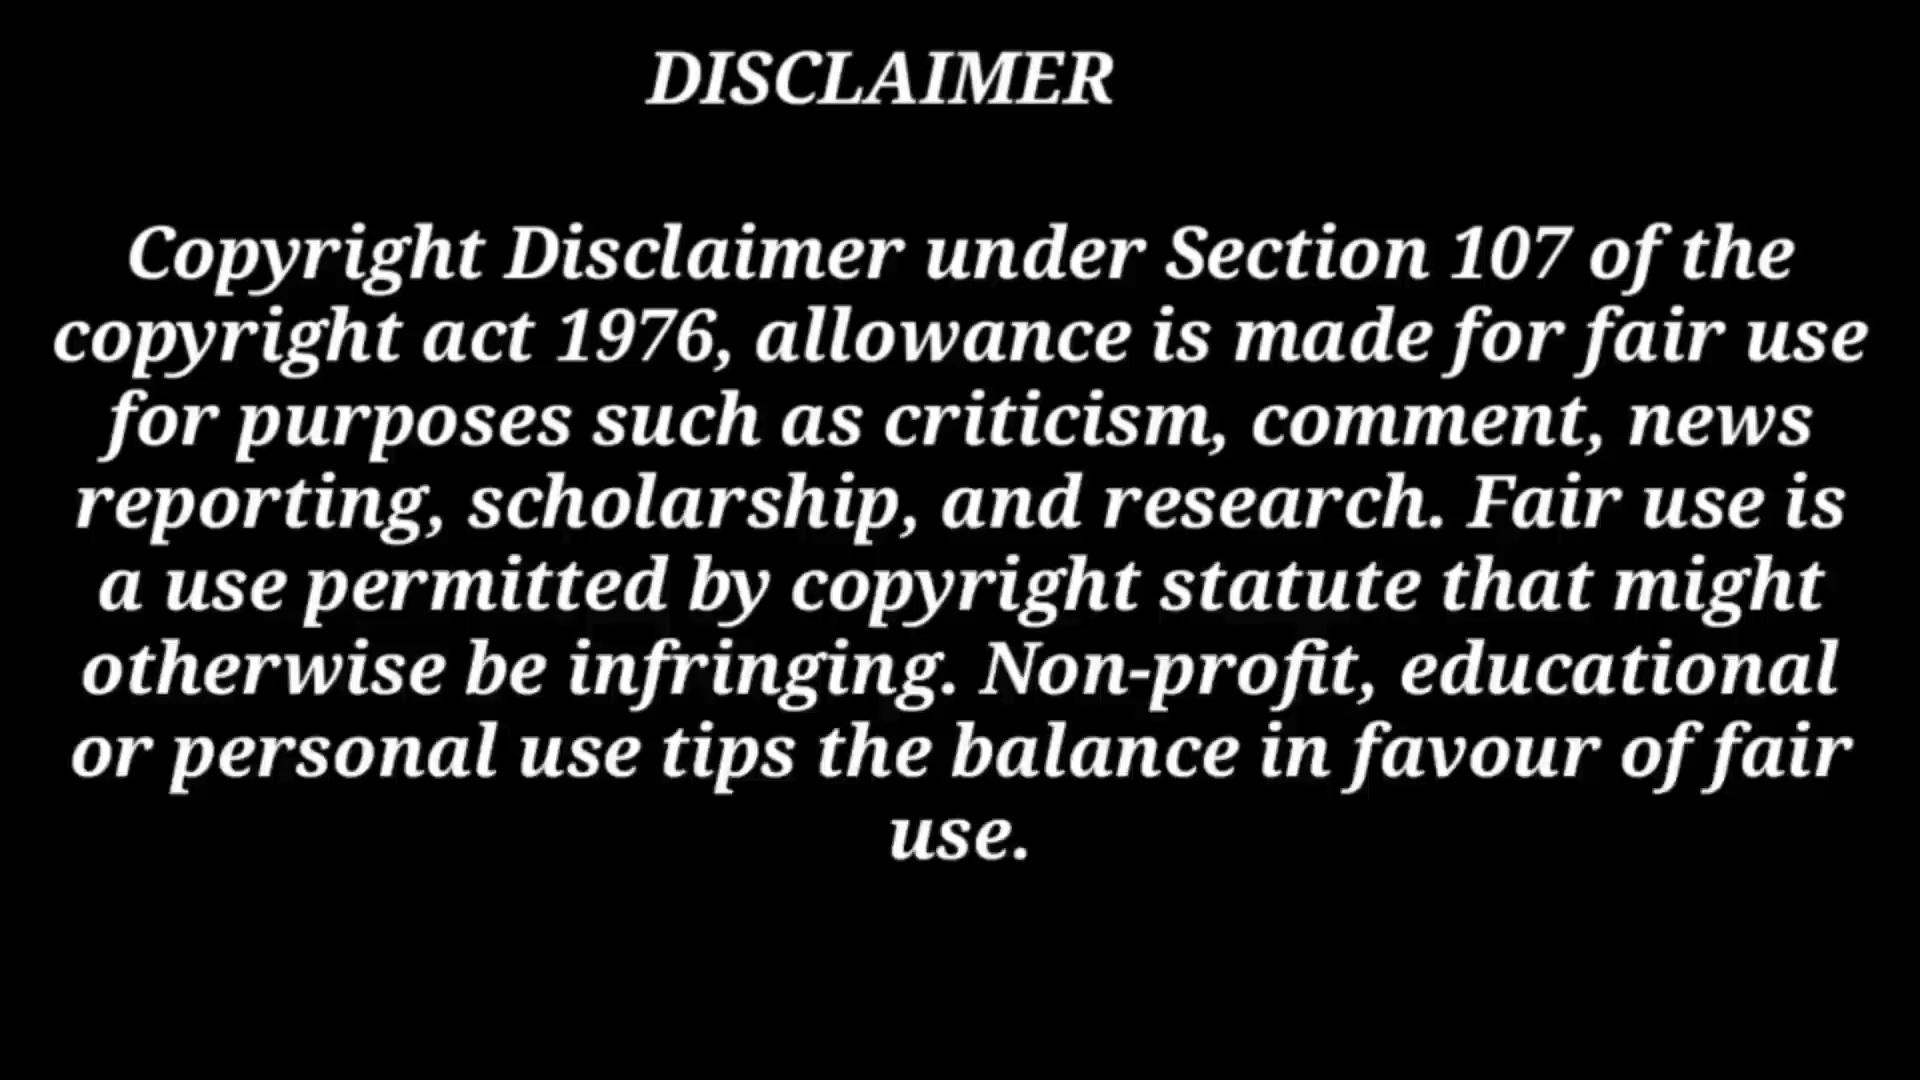 DISCLAIMER
Copyright Disclaimer under Section 107 of the
copyright act 1976, allowance is made for fair use
for purposes such as criticism, comment, news
reporting, scholarship, and research. Fair use is
a use permitted by copyright statute that might
otherwise be infringing. Non-profit, educational
or personal use tips the balance in favour of fair
use.